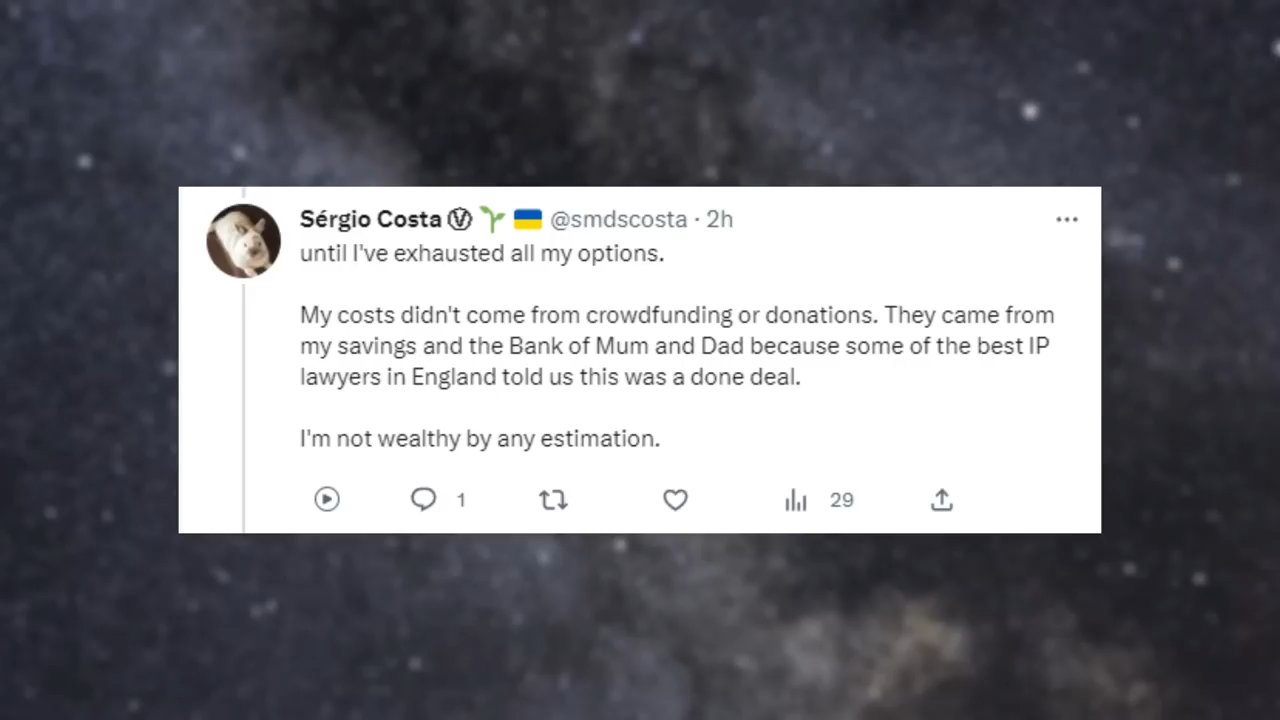 Sérgio Costa Ⓥ 🌱 🇺🇦 @smdscosta · 2h
until I've exhausted all my options.
My costs didn't come from crowdfunding or donations. They came from
my savings and the Bank of Mum and Dad because some of the best IP
lawyers in England told us this was a done deal.
I'm not wealthy by any estimation.
1 29